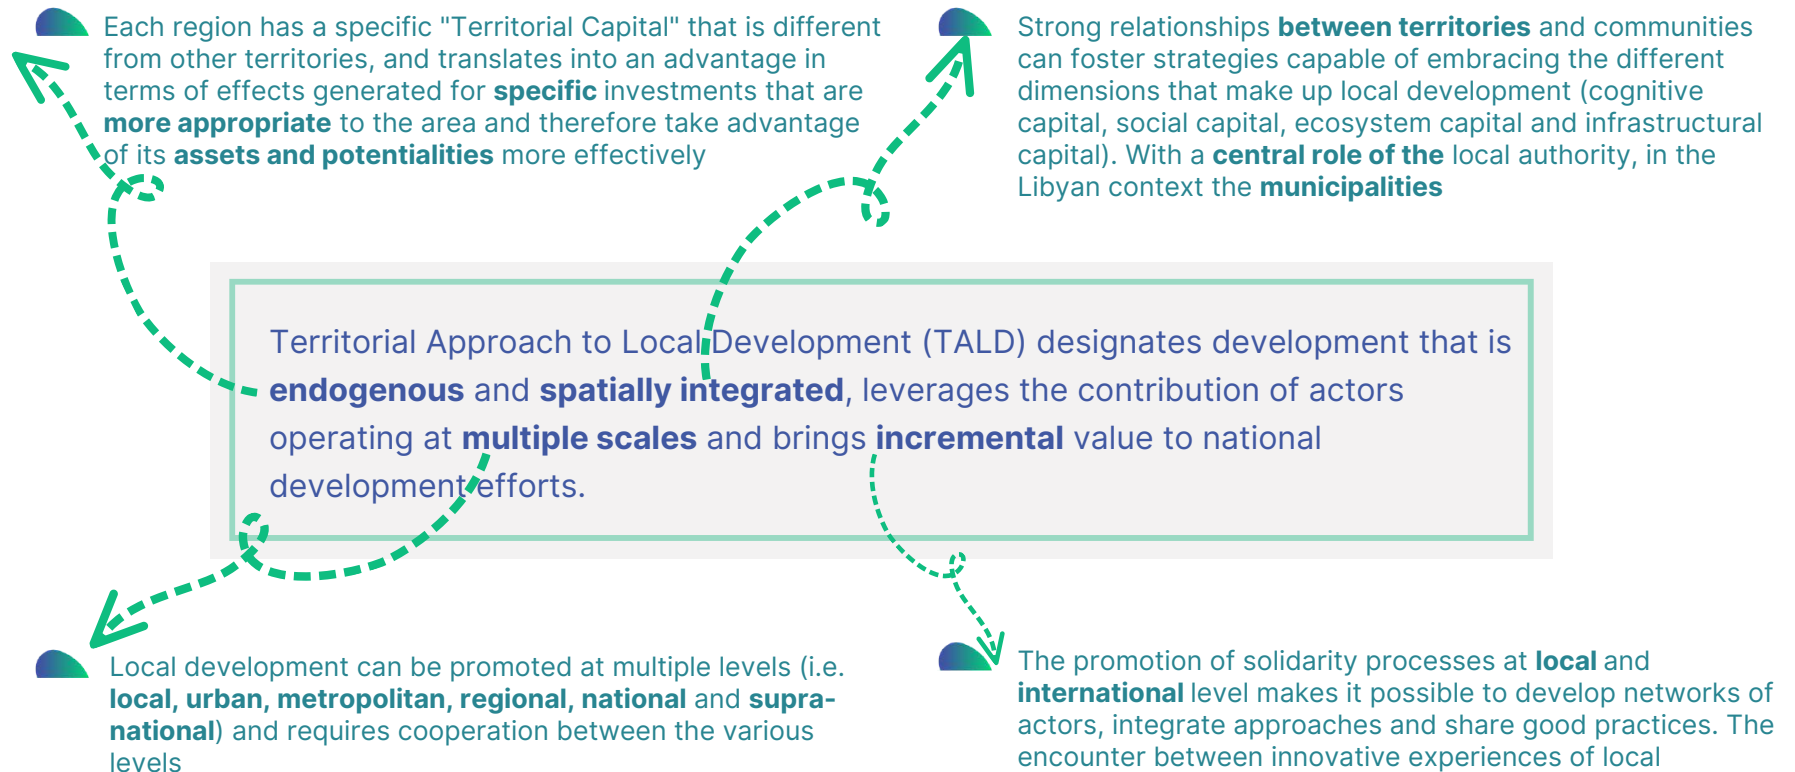 Each region has a specific "Territorial Capital" that is different
from other territories, and translates into an advantage in
terms of effects generated for specific investments that are
more appropriate to the area and therefore take advantage
of its assets and potentialities more effectively
Strong relationships between territories and communities
can foster strategies capable of embracing the different
dimensions that make up local development (cognitive
capital, social capital, ecosystem capital and infrastructural
capital). With a central role of the local authority, in the
Libyan context the municipalities
Territorial Approach to Local Development (TALD) designates development that is
endogenous and spatially integrated, leverages the contribution of actors
operating at multiple scales and brings incremental value to national
development efforts.
Local development can be promoted at multiple levels (i.e.
local, urban, metropolitan, regional, national and supra-
national) and requires cooperation between the various
levels
The promotion of solidarity processes at local and
international level makes it possible to develop networks of
actors, integrate approaches and share good practices. The
encounter between innovative experiences of local